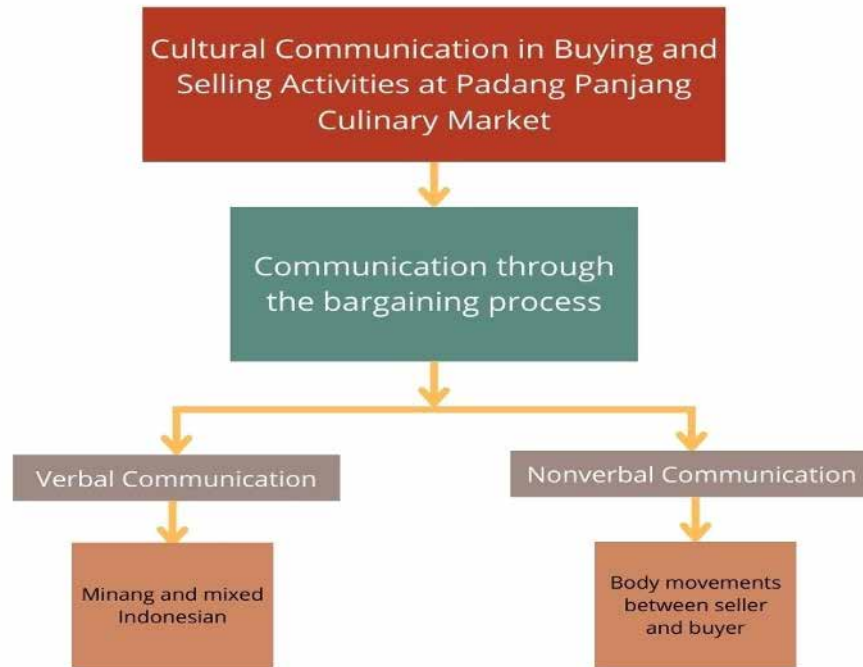 Cultural Communication in Buying and
Selling Activities at Padang Panjang
Culinary Market
Communication through
the bargaining process
Verbal Communication
Nonverbal Communication
Minang and mixed
Indonesian
Body movements
between seller
and buyer